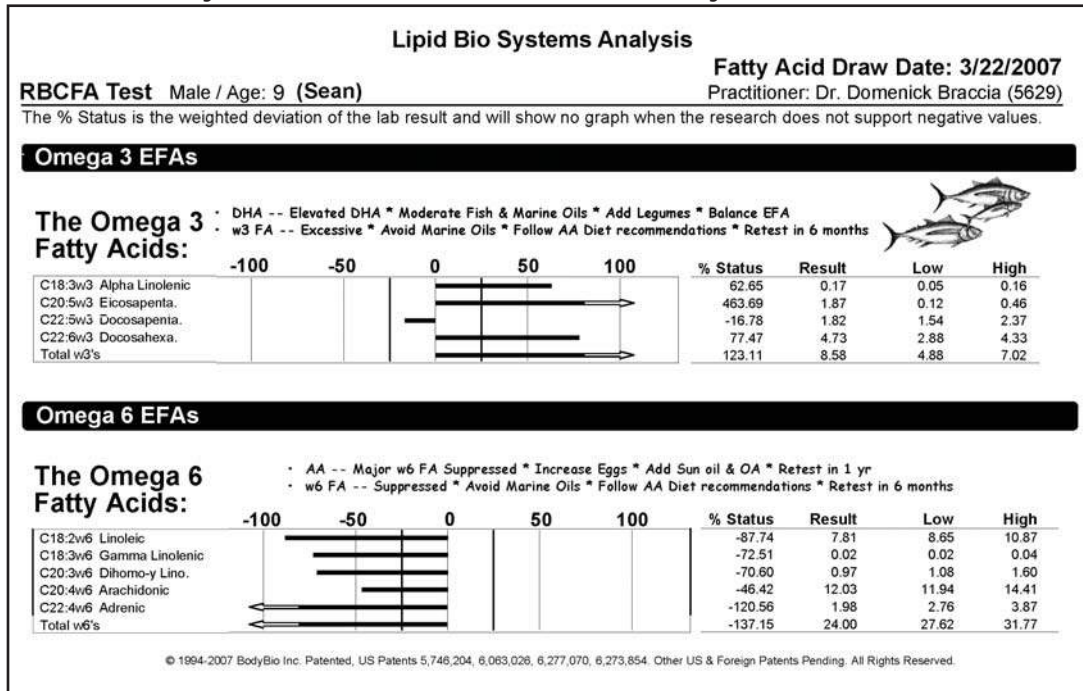 Lipid Bio Systems Analysis
Fatty Acid Draw Date: 3/22/2007
RBCFA Test Male / Age: 9 (Sean) Practitioner: Dr. Domenick Braccia (5629)
The % Status is the weighted deviation of the lab result and will show no graph when the research does not support negative values.
Omega 3 EFAs
The Omega 3
Fatty Acids:
· DHA -- Elevated DHA * Moderate Fish & Marine Oils * Add Legumes * Balance EFA
· w3 FA -- Excessive * Avoid Marine Oils * Follow AA Diet recommendations * Retest in 6 months
-100 -50 0 50 100 % Status Result Low High
C18:3w3 Alpha Linolenic 62.65 0.17 0.05 0.16
C20:5w3 Eicosapenta. 463.69 1.87 0.12 0.46
C22:5w3 Docosapenta. -16.78 1.82 1.54 2.37
C22:6w3 Docosahexa. 77.47 4.73 2.88 4.33
Total w3's 123.11 8.58 4.88 7.02
Omega 6 EFAs
The Omega 6
Fatty Acids:
· AA -- Major w6 FA Suppressed * Increase Eggs * Add Sun oil & OA * Retest in 1 yr
· w6 FA -- Suppressed * Avoid Marine Oils * Follow AA Diet recommendations * Retest in 6 months
-100 -50 0 50 100 % Status Result Low High
C18:2w6 Linoleic -87.74 7.81 8.65 10.87
C18:3w6 Gamma Linolenic -72.51 0.02 0.02 0.04
C20:3w6 Dihomo-y Lino. -70.60 0.97 1.08 1.60
C20:4w6 Arachidonic -46.42 12.03 11.94 14.41
C22:4w6 Adrenic -120.56 1.98 2.76 3.87
Total w6's -137.15 24.00 27.62 31.77
© 1994-2007 BodyBio Inc. Patented, US Patents 5,746,204, 6,063,026, 6,277,070, 6,273,854. Other US & Foreign Patents Pending. All Rights Reserved.